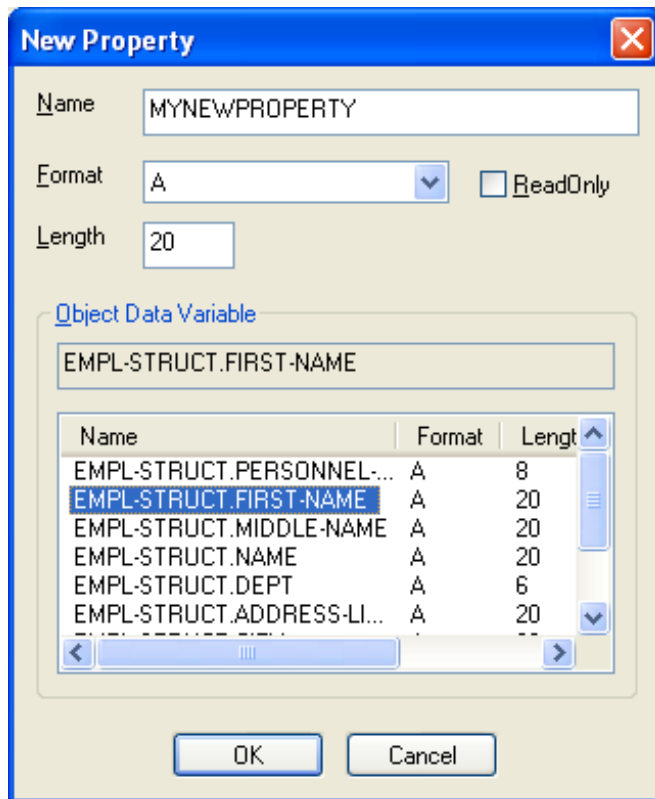 New Property
Name MYNEWPROPERTY
Format A ReadOnly
Length 20
Object Data Variable
EMPL-STRUCT.FIRST-NAME
Name Format Lengt
EMPL-STRUCT.PERSONNEL-... A 8
EMPL-STRUCT.FIRST-NAME A 20
EMPL-STRUCT.MIDDLE-NAME A 20
EMPL-STRUCT.NAME A 20
EMPL-STRUCT.DEPT A 6
EMPL-STRUCT.ADDRESS-LI... A 20
OK Cancel